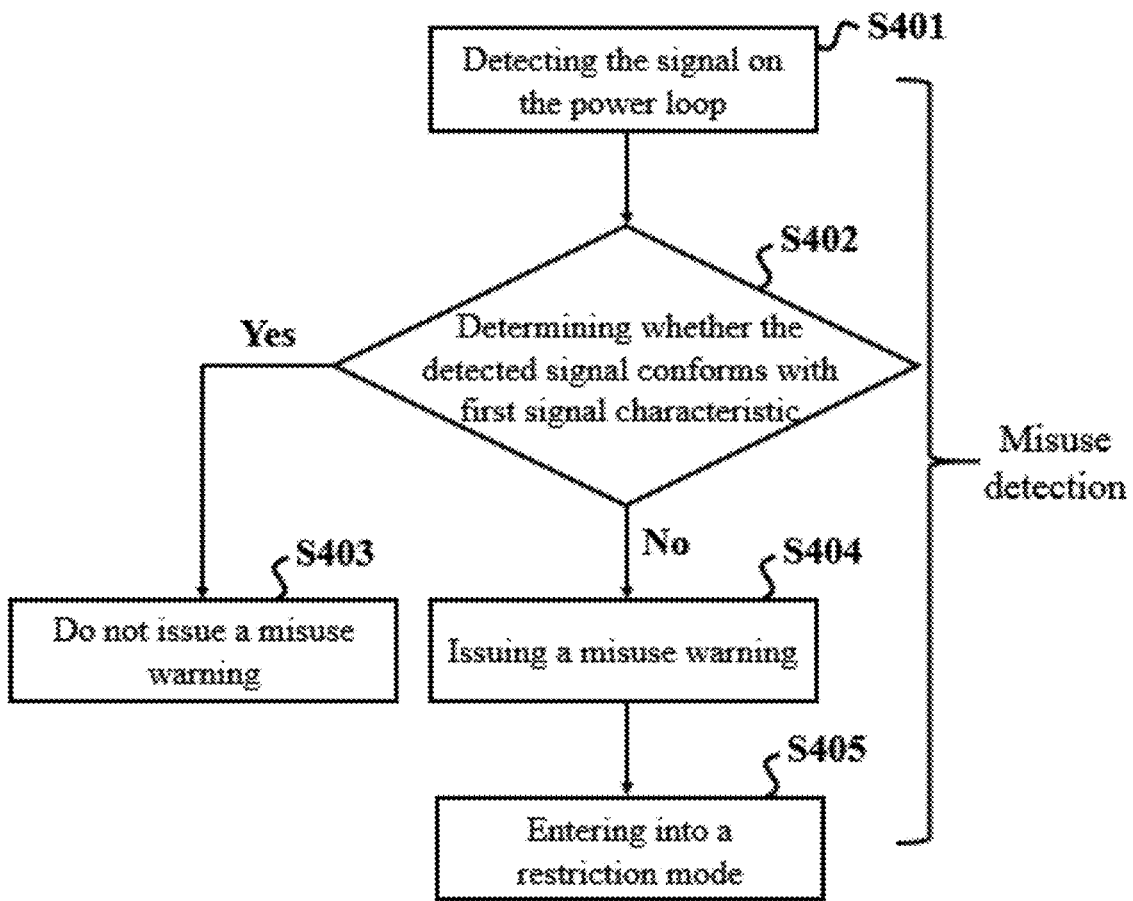 S401
Detecting the signal on
the power loop
S402
Yes
Determining whether the
detected signal conforms with
first signal characteristic
Misuse
detection
No
S403
S404
Do not issue a misuse
warning
Issuing a misuse warning
S405
Entering into a
restriction mode